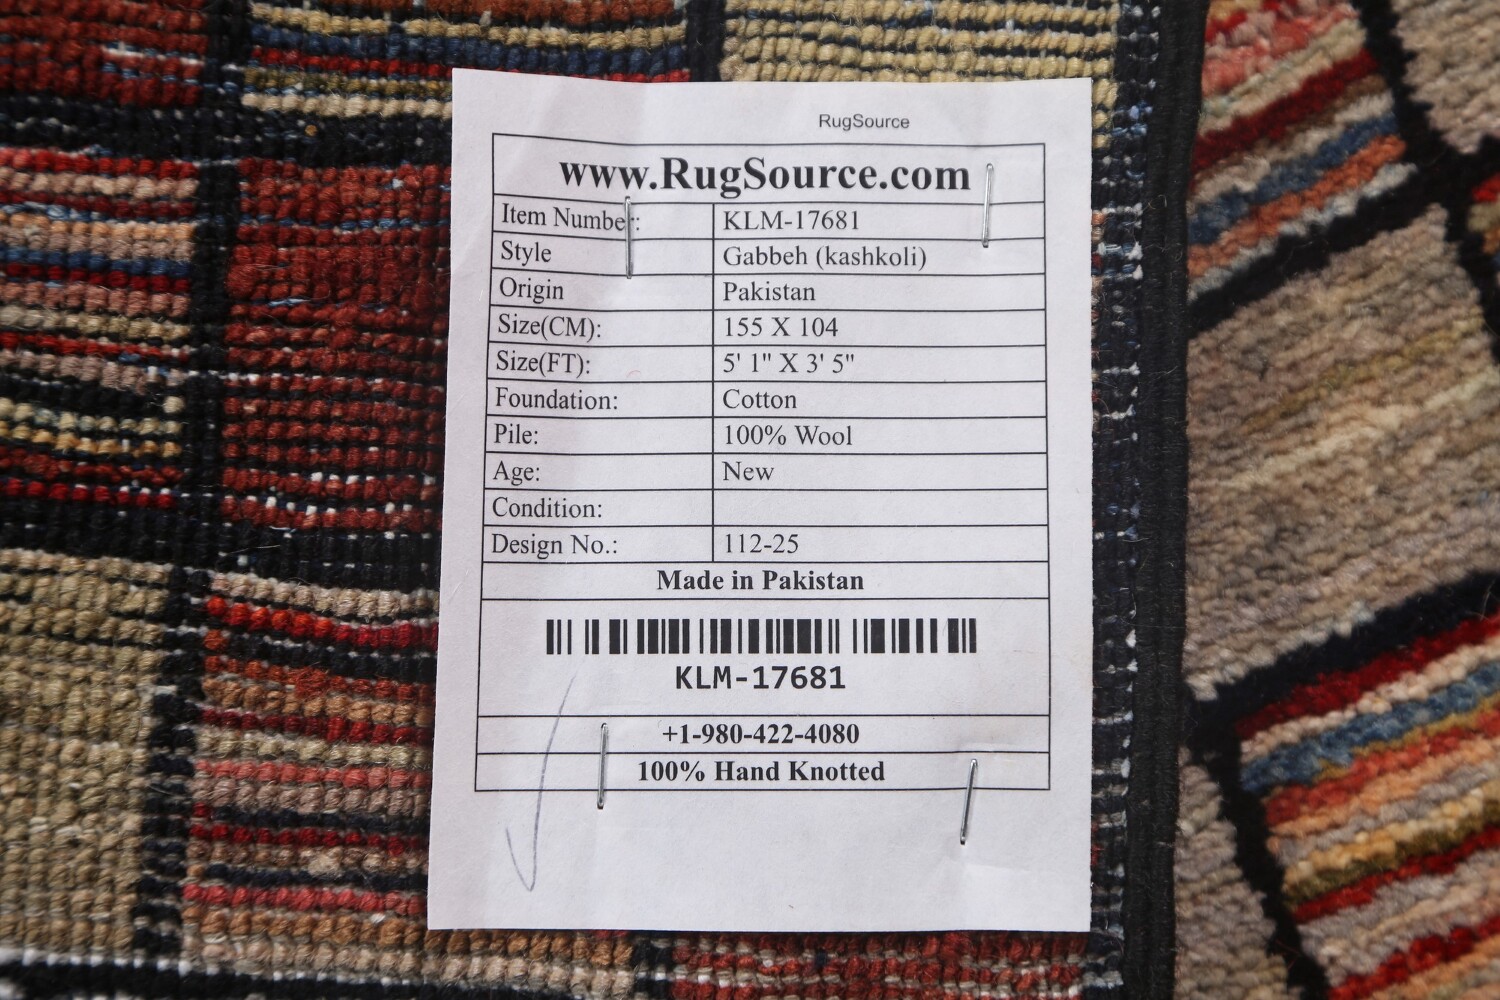 RugSource
www.RugSource.com
Item Number: KLM-17681
Style Gabbeh (kashkoli)
Origin Pakistan
Size(CM): 155 X 104
Size(FT): 5' 1" X 3' 5"
Foundation: Cotton
Pile: 100% Wool
Age: New
Condition:
Design No.: 112-25
Made in Pakistan
KLM-17681
+1-980-422-4080
100% Hand Knotted